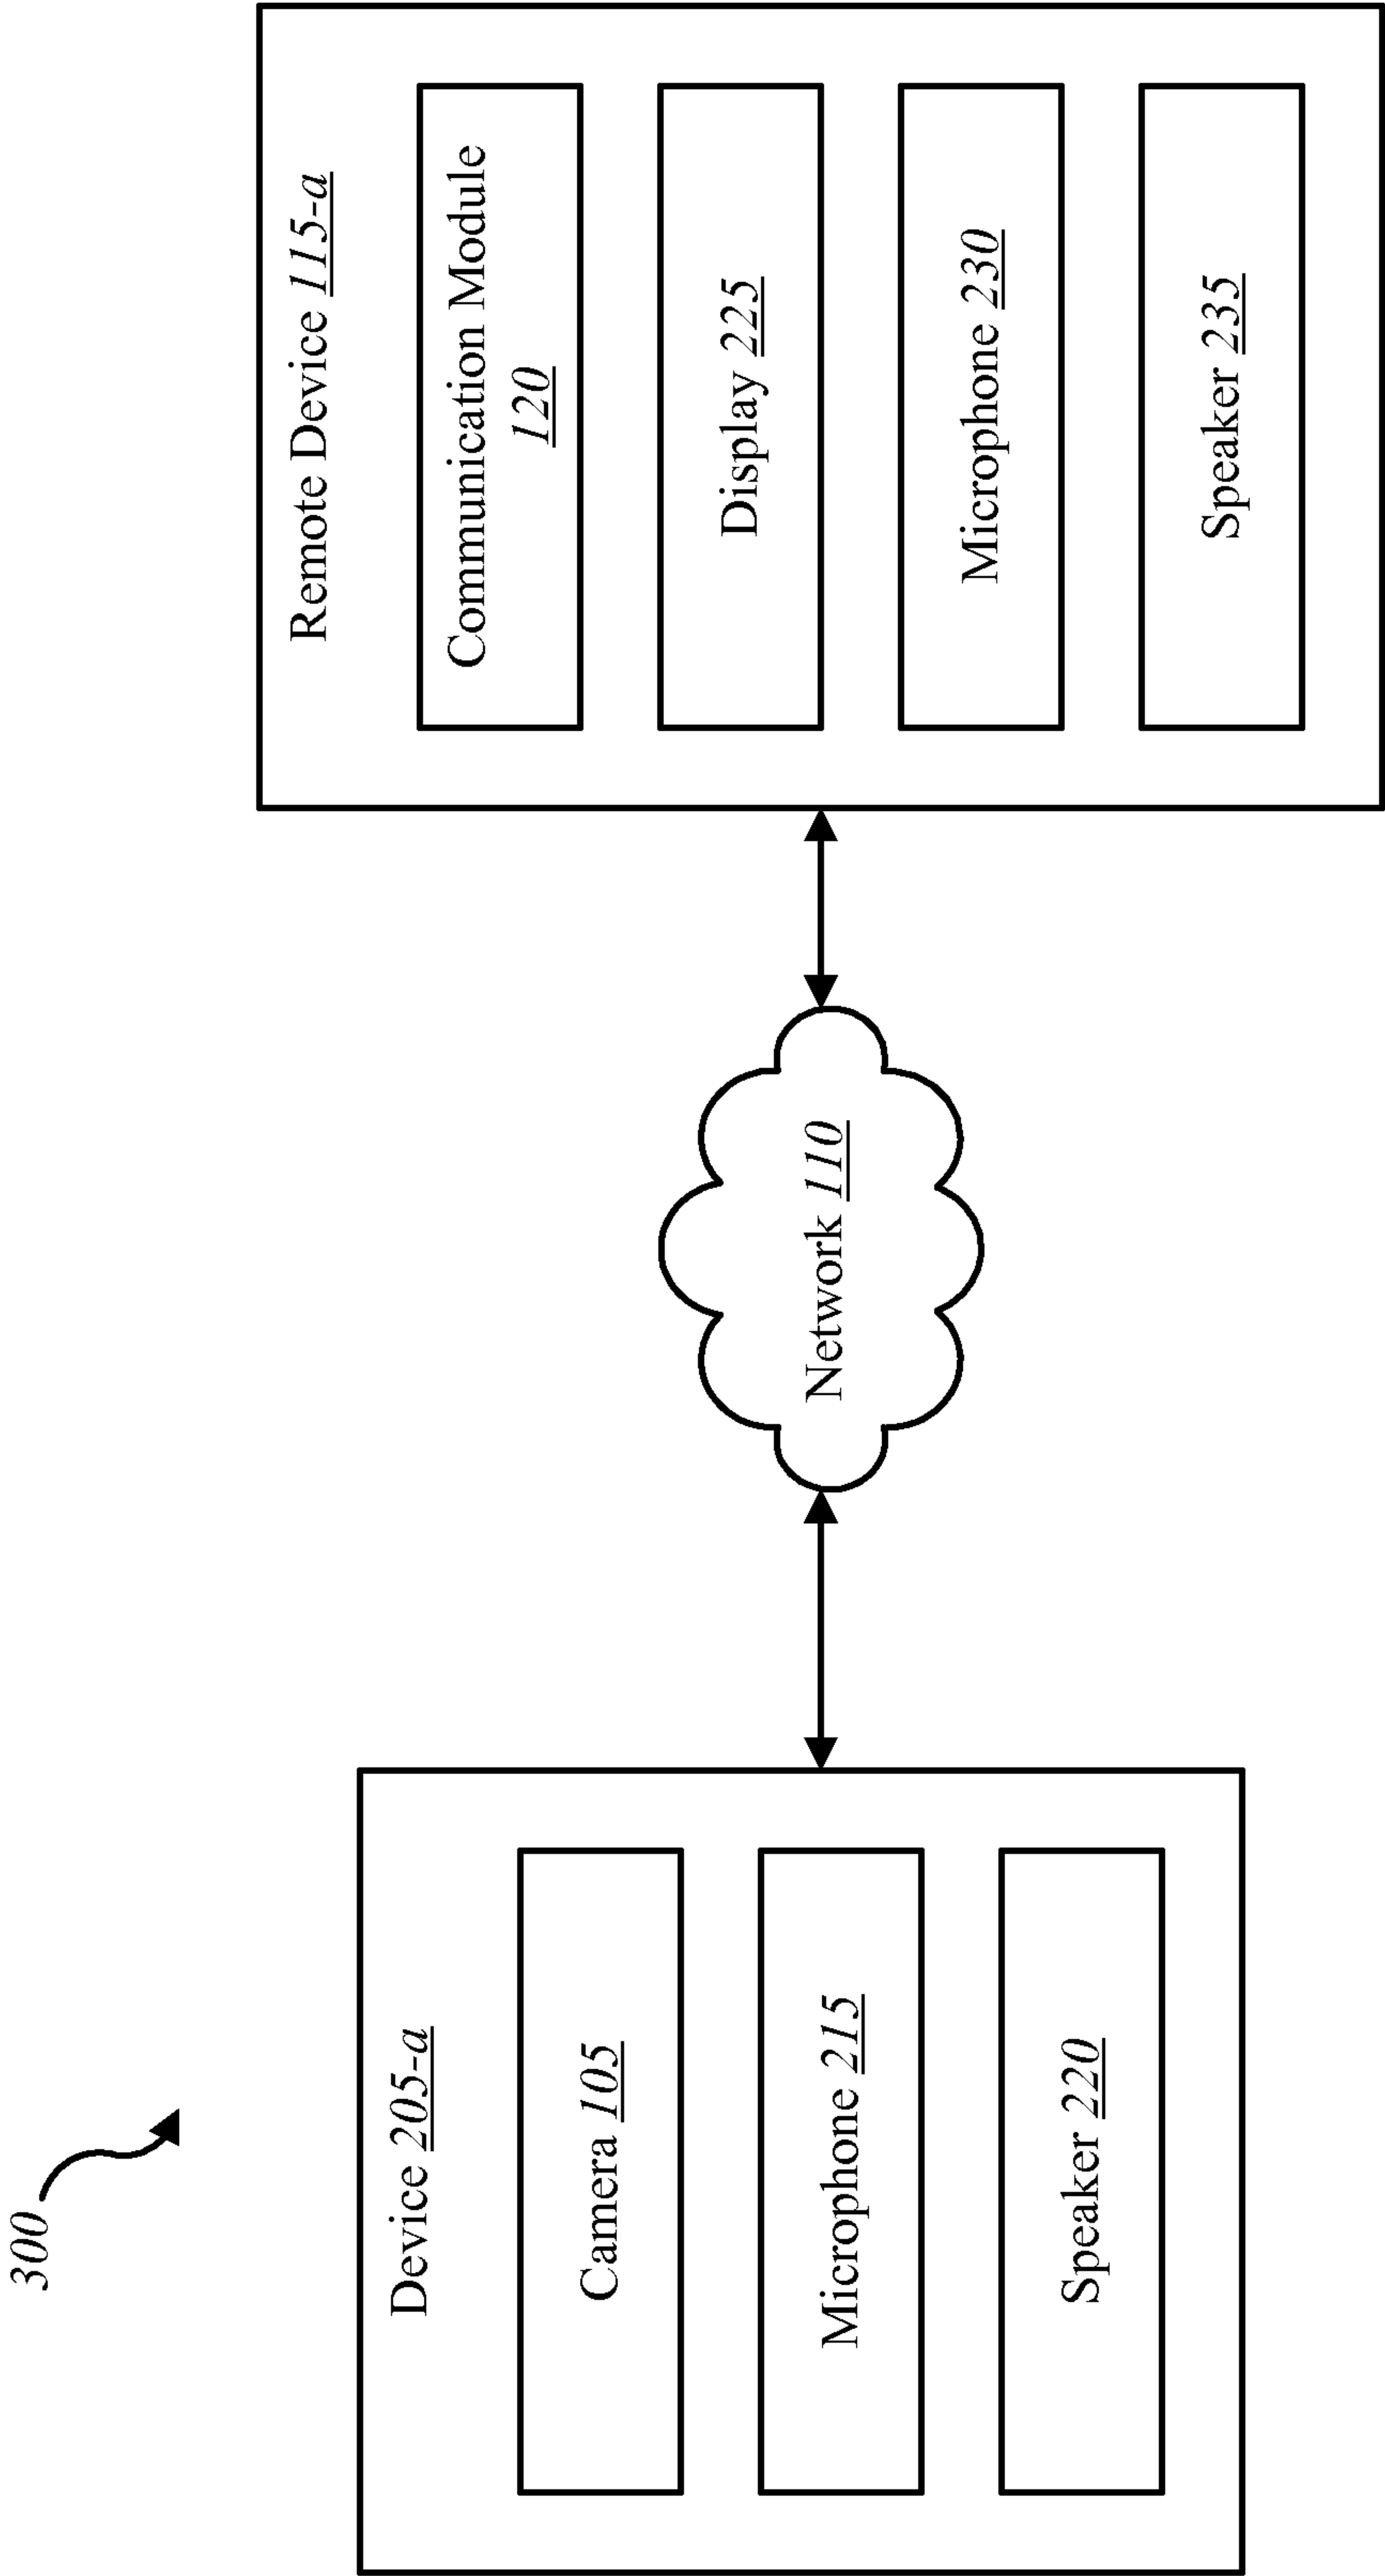 300
Device 205-a
Camera 105
Microphone 215
Speaker 220
Network 110
Remote Device 115-a
Communication Module
120
Display 225
Microphone 230
Speaker 235